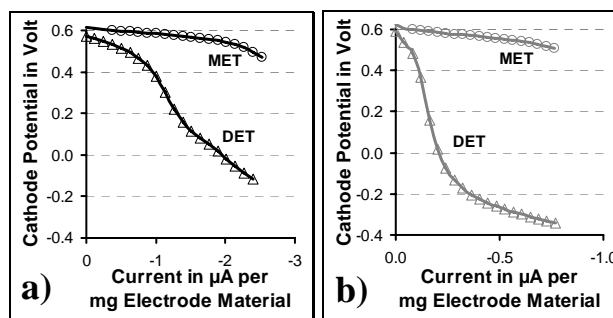 Cathode Potential in Volt
0.6
0.4
0.2
0.0
-0.2
-0.4
MET
DET
0
-1
-2
-3
Current in µA per
mg Electrode Material
a)
Cathode Potential in Volt
0.6
0.4
0.2
0.0
-0.2
-0.4
MET
DET
0.0
-0.5
-1.0
Current in µA per
mg Electrode Material
b)